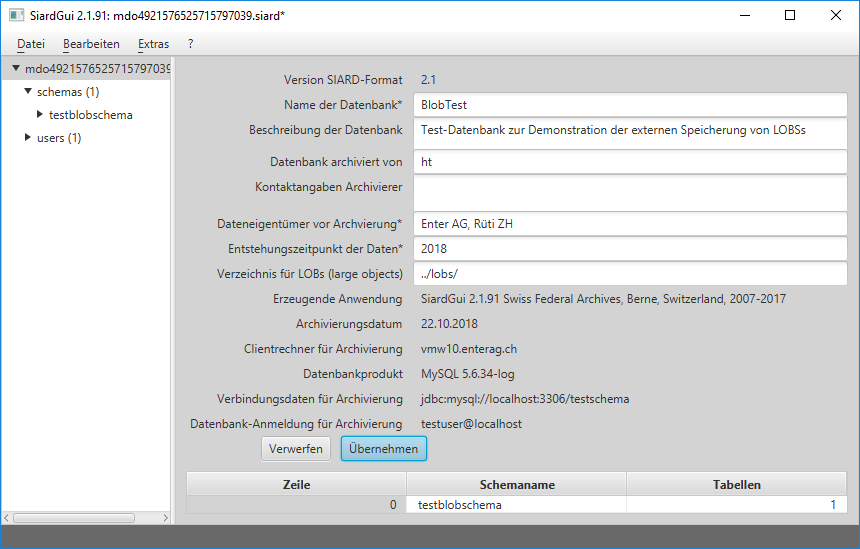 SiardGui 2.1.91: mdo4921576525715797039.siard*
Datei Bearbeiten Extras ?
mdo4921576525715797039
schemas (1)
testblobschema
users (1)
Version SIARD-Format 2.1
Name der Datenbank* BlobTest
Beschreibung der Datenbank Test-Datenbank zur Demonstration der externen Speicherung von LOBSs
Datenbank archiviert von ht
Kontaktangaben Archivierer
Dateneigentümer vor Archvierung* Enter AG, Rüti ZH
Entstehungszeitpunkt der Daten* 2018
Verzeichnis für LOBs (large objects) ../lobs/
Erzeugende Anwendung SiardGui 2.1.91 Swiss Federal Archives, Berne, Switzerland, 2007-2017
Archivierungsdatum 22.10.2018
Clientrechner für Archivierung vmw10.enterag.ch
Datenbankprodukt MySQL 5.6.34-log
Verbindungsdaten für Archivierung jdbc:mysql://localhost:3306/testschema
Datenbank-Anmeldung für Archivierung testuser@localhost
Verwerfen Übernehmen
Zeile Schemaname Tabellen
0 testblobschema 1